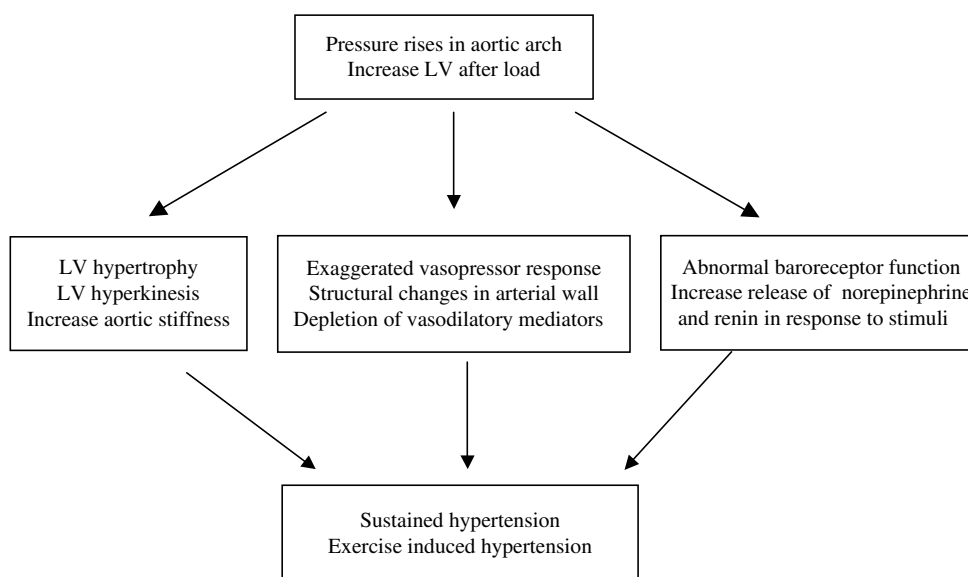 Pressure rises in aortic arch
Increase LV after load
LV hypertrophy
LV hyperkinesis
Increase aortic stiffness
Exaggerated vasopressor response
Structural changes in arterial wall
Depletion of vasodilatory mediators
Abnormal baroreceptor function
Increase release of norepinephrine
and renin in response to stimuli
Sustained hypertension
Exercise induced hypertension